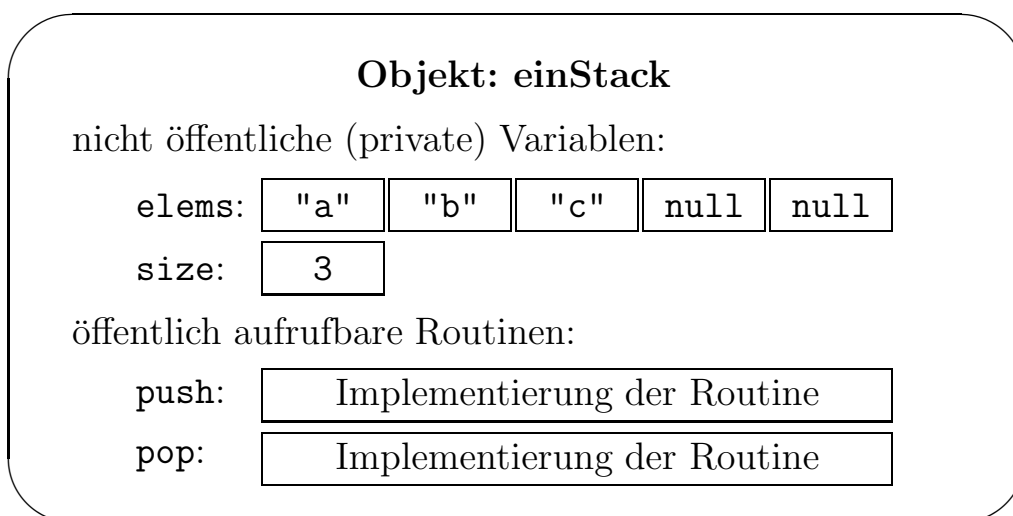 Objekt: einStack
nicht öffentliche (private) Variablen:
elems: "a" "b" "c" null null
size: 3
öffentlich aufrufbare Routinen:
push: Implementierung der Routine
pop: Implementierung der Routine